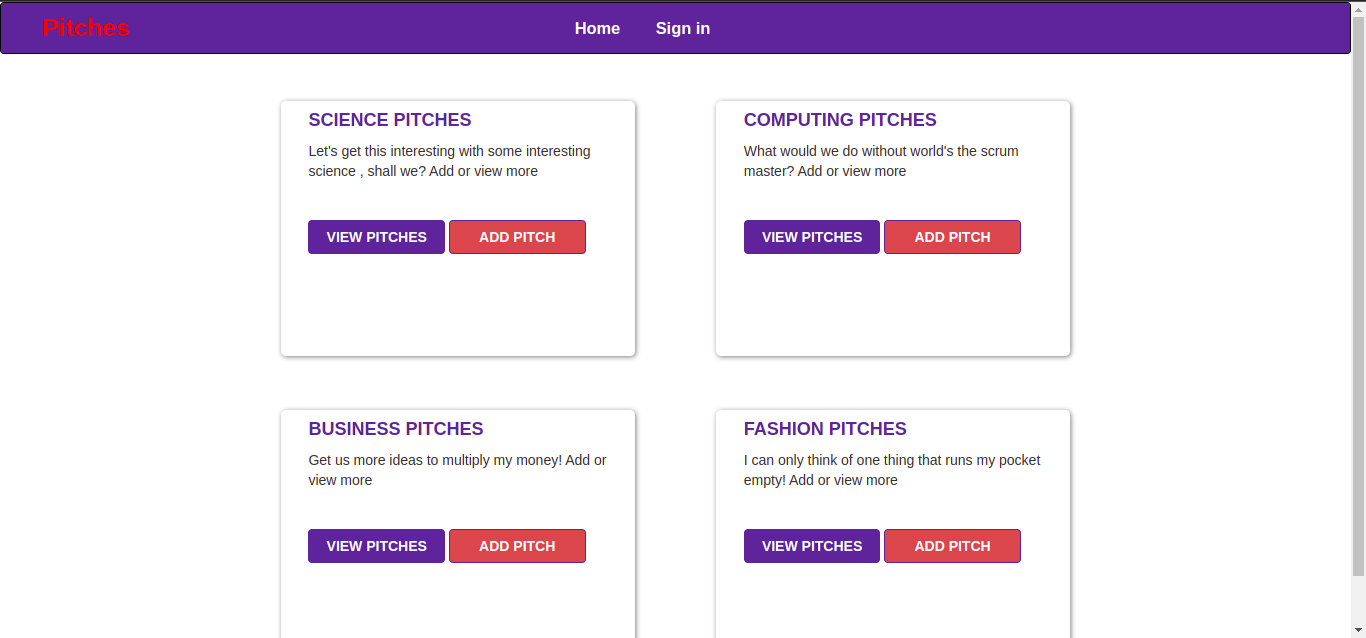 Pitches
Home
Sign in
SCIENCE PITCHES
Let's get this interesting with some interesting
science , shall we? Add or view more
VIEW PITCHES
ADD PITCH
COMPUTING PITCHES
What would we do without world's the scrum
master? Add or view more
VIEW PITCHES
ADD PITCH
BUSINESS PITCHES
Get us more ideas to multiply my money! Add or
view more
VIEW PITCHES
ADD PITCH
FASHION PITCHES
I can only think of one thing that runs my pocket
empty! Add or view more
VIEW PITCHES
ADD PITCH